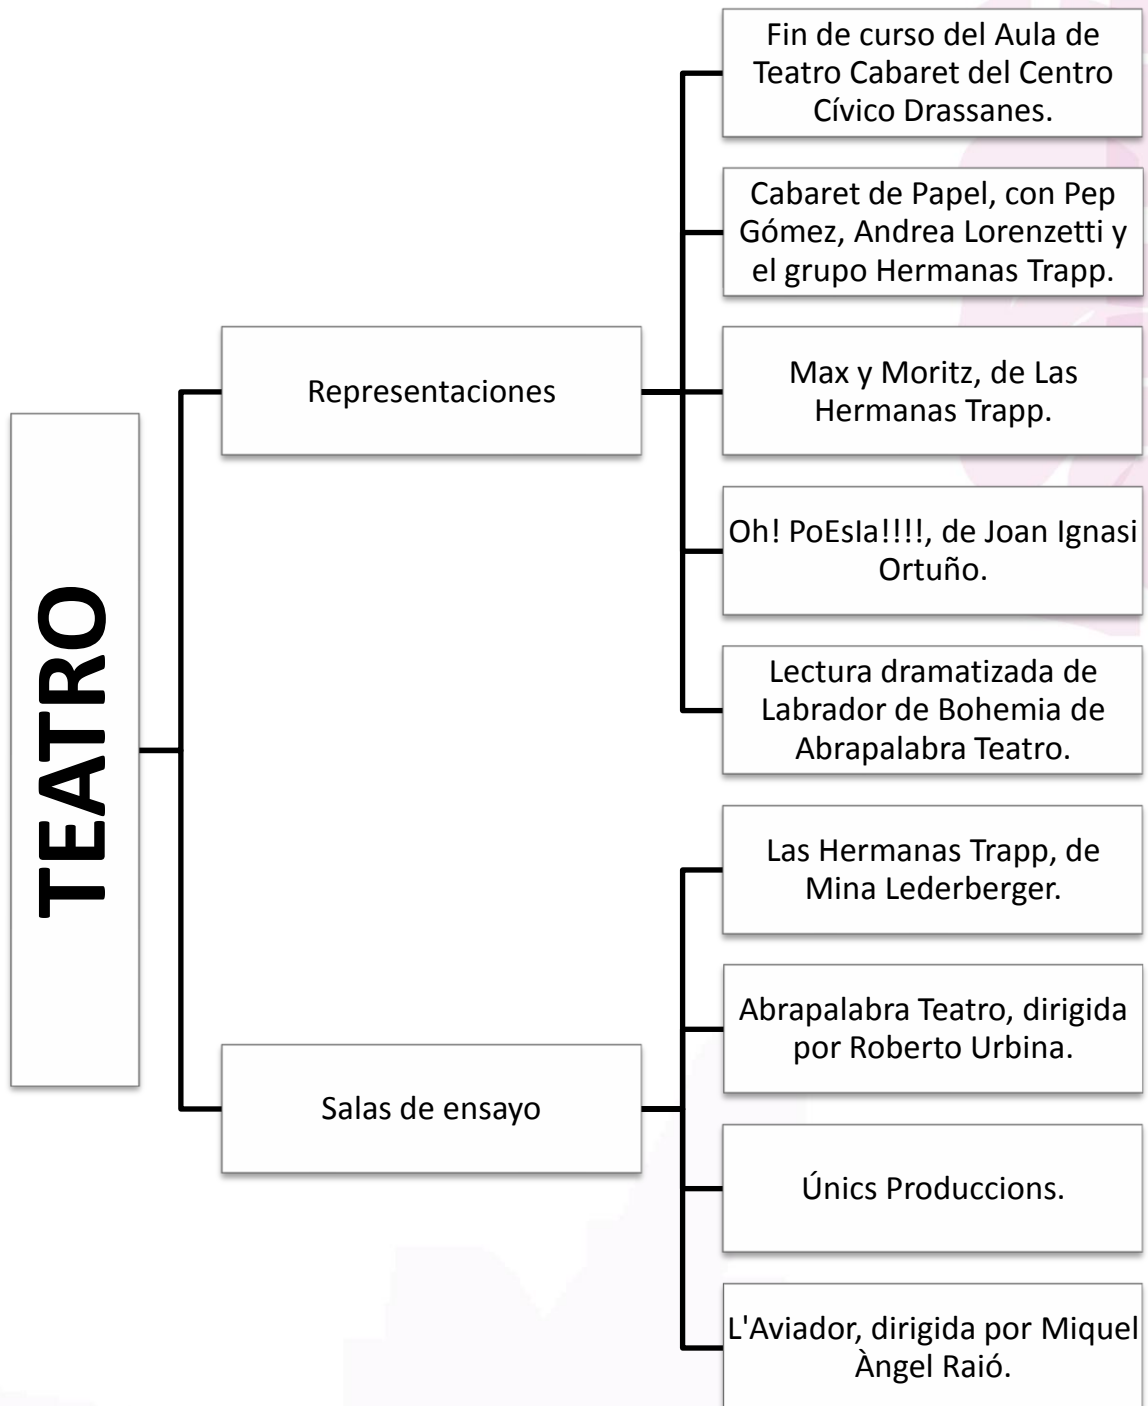 TEATRO
Representaciones
Fin de curso del Aula de
Teatro Cabaret del Centro
Cívico Drassanes.
Cabaret de Papel, con Pep
Gómez, Andrea Lorenzetti y
el grupo Hermanas Trapp.
Max y Moritz, de Las
Hermanas Trapp.
Oh! PoEsIa!!!!, de Joan Ignasi
Ortuño.
Lectura dramatizada de
Labrador de Bohemia de
Abrapalabra Teatro.
Salas de ensayo
Las Hermanas Trapp, de
Mina Lederberger.
Abrapalabra Teatro, dirigida
por Roberto Urbina.
Únics Produccions.
L'Aviador, dirigida por Miquel
Àngel Raió.